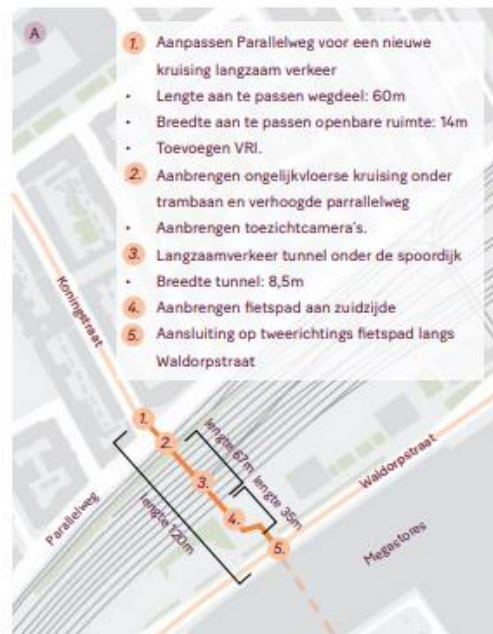 A
1. Aanpassen Parallelweg voor een nieuwe
kruising langzaam verkeer
• Lengte aan te passen wegdeel: 60m
• Breedte aan te passen openbare ruimte: 14m
• Toevoegen VRI.
2. Aanbrengen ongelijkvloerse kruising onder
trambaan en verhoogde parrallelweg
• Aanbrengen toezichtcamera's.
3. Langzaamverkeer tunnel onder de spoordijk
• Breedte tunnel: 8,5m
4. Aanbrengen fietspad aan zuidzijde
5. Aansluiting op tweerichtings fietspad langs
Waldorpstraat
Koningstraat
1.
2.
3.
4.
5.
lengte 67m
lengte 35m
lengte 120m
Parallelweg
Waldorpstraat
Megastores